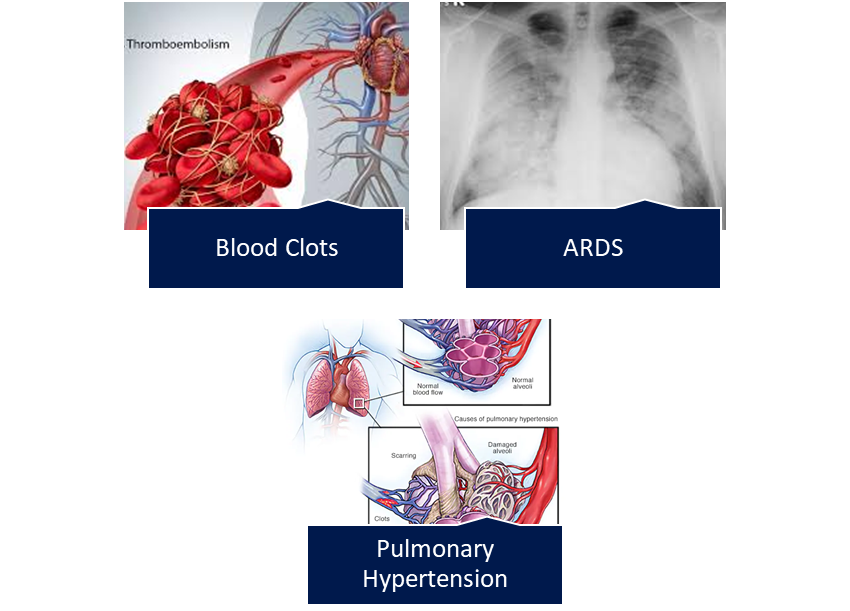 Thromboembolism
Blood Clots
ARDS
Normal
blood flow
Normal
alveoli
Causes of pulmonary hypertension
Scarring
Damaged
alveoli
Clots
Pulmonary
Hypertension